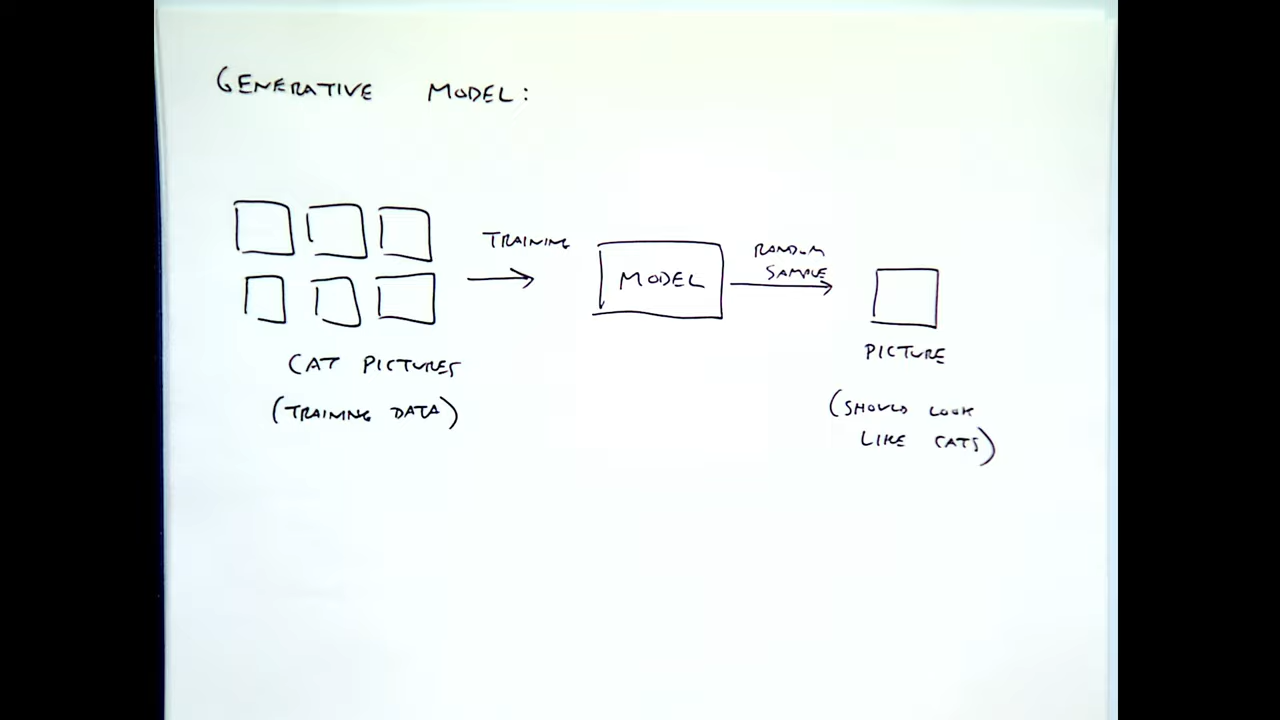 GENERATIVE MODEL:
TRAINING
MODEL
RANDOM
SAMPLE
PICTURE
CAT PICTURES
(TRAINING DATA)
(SHOULD LOOK
LIKE CATS)